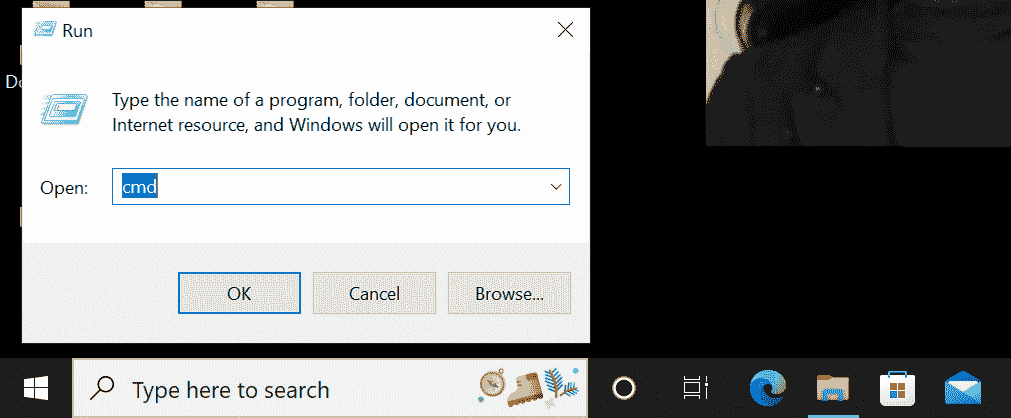 Run
Type the name of a program, folder, document, or
Internet resource, and Windows will open it for you.
Open:
cmd
OK
Cancel
Browse...
Type here to search